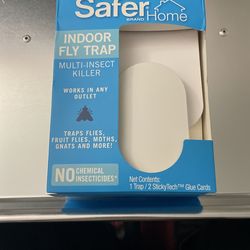 Safer
BRAND
Home
INDOOR
FLY TRAP
MULTI-INSECT
KILLER
WORKS IN ANY
OUTLET
TRAPS FLIES,
FRUIT FLIES, MOTHS,
GNATS AND MORE!
NO CHEMICAL
INSECTICIDES*
Net Contents:
1 Trap / 2 StickyTech™ Glue Cards